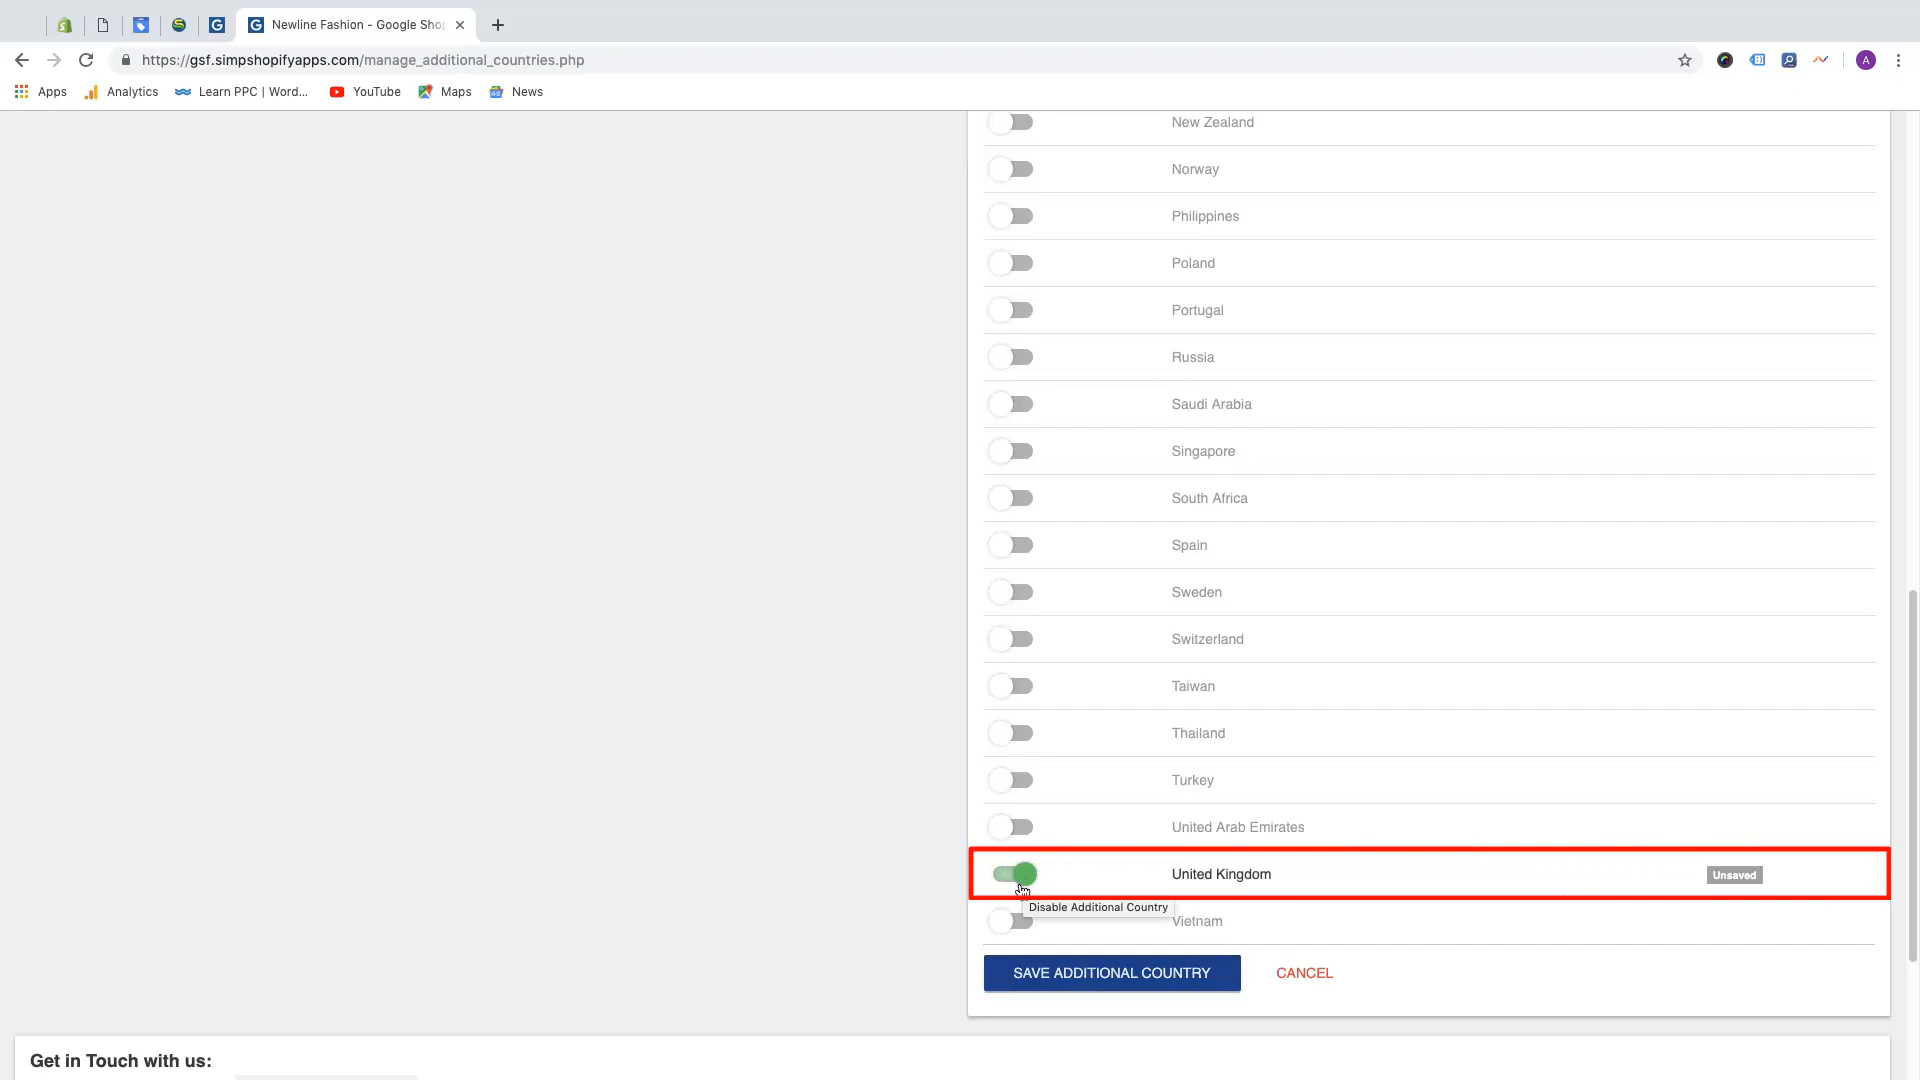 Newline Fashion - Google Sho
https://gsf.simpshopifyapps.com/manage_additional_countries.php
A
Apps
Analytics
Learn PPC | Word...
YouTube
Maps
News
New Zealand
Norway
Philippines
Poland
Portugal
Russia
Saudi Arabia
Singapore
South Africa
Spain
Sweden
Switzerland
Taiwan
Thailand
Turkey
United Arab Emirates
United Kingdom Unsaved
Disable Additional Country
Vietnam
SAVE ADDITIONAL COUNTRY CANCEL
Get in Touch with us: